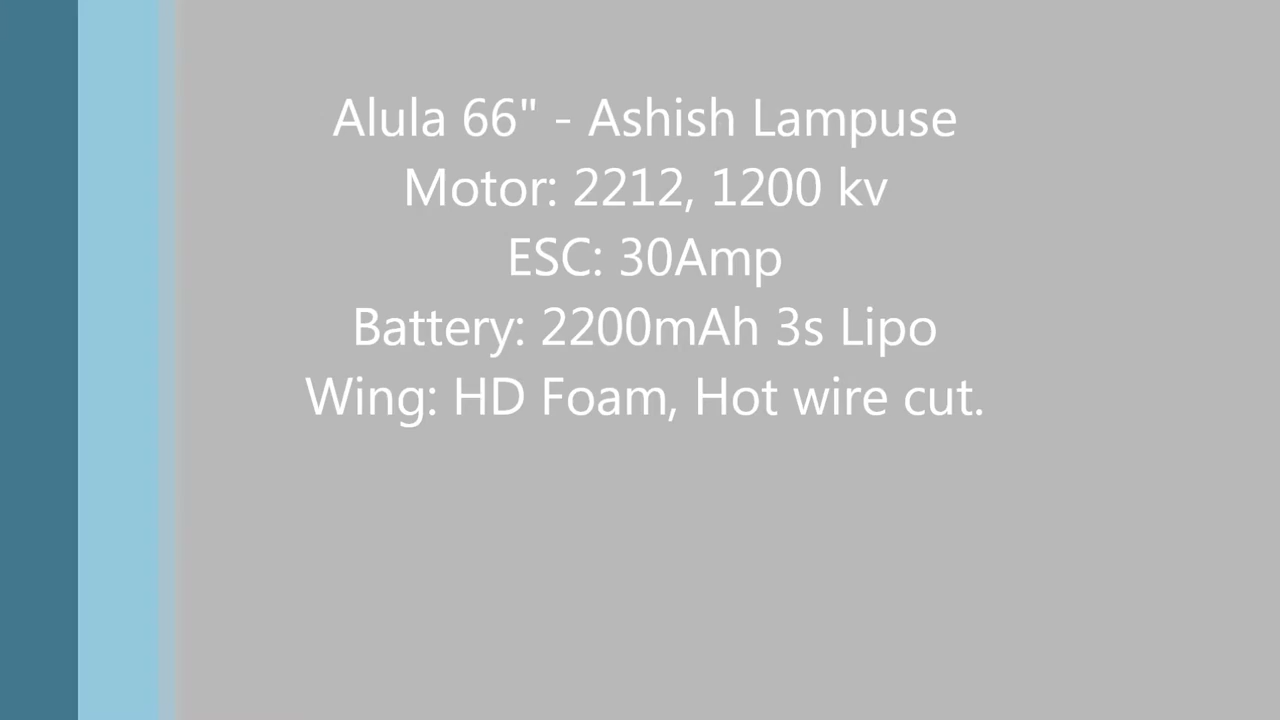 Alula 66" - Ashish Lampuse
Motor: 2212, 1200 kv
ESC: 30Amp
Battery: 2200mAh 3s Lipo
Wing: HD Foam, Hot wire cut.